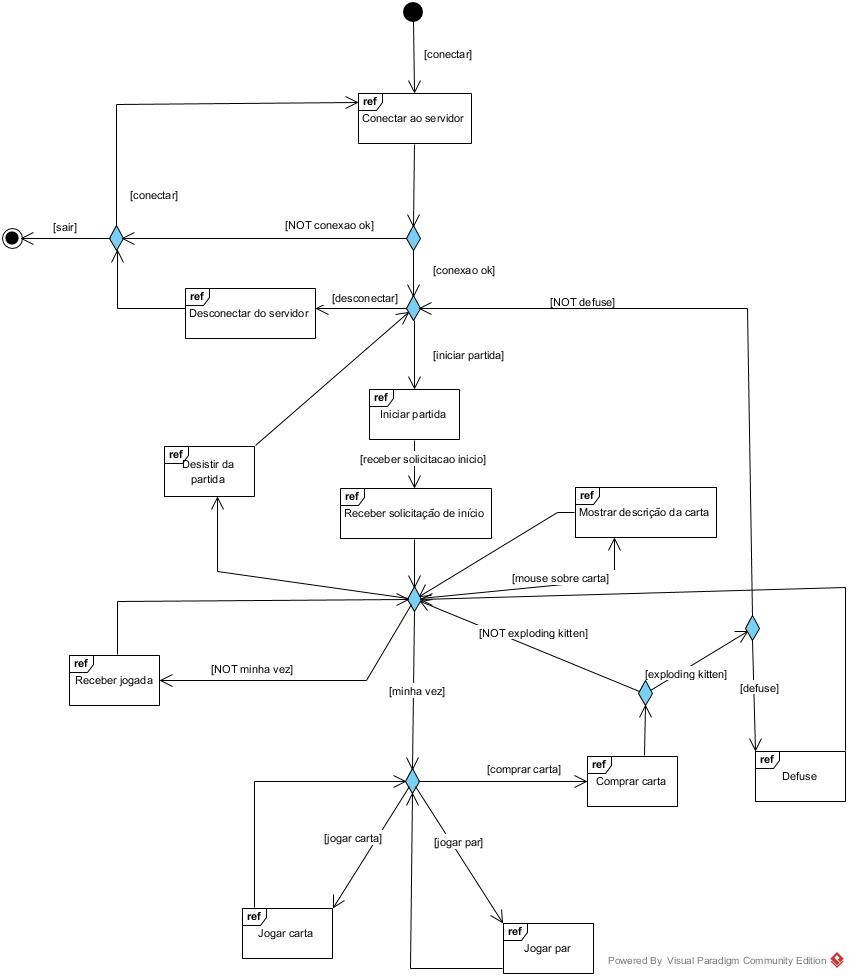 [conectar]
ref
Conectar ao servidor
[conectar]
[sair]
[NOT conexao ok]
[conexao ok]
ref
Desconectar do servidor
[desconectar]
[NOT defuse]
[iniciar partida]
ref
Iniciar partida
ref
Desistir da
partida
[receber solicitacao inicio]
ref
Receber solicitação de início
ref
Mostrar descrição da carta
[mouse sobre carta]
[NOT exploding kitten]
ref
Receber jogada
[NOT minha vez]
[exploding kitten]
[minha vez]
[defuse]
[comprar carta]
ref
Comprar carta
ref
Defuse
[jogar carta]
[jogar par]
ref
Jogar carta
ref
Jogar par
Powered By Visual Paradigm Community Edition